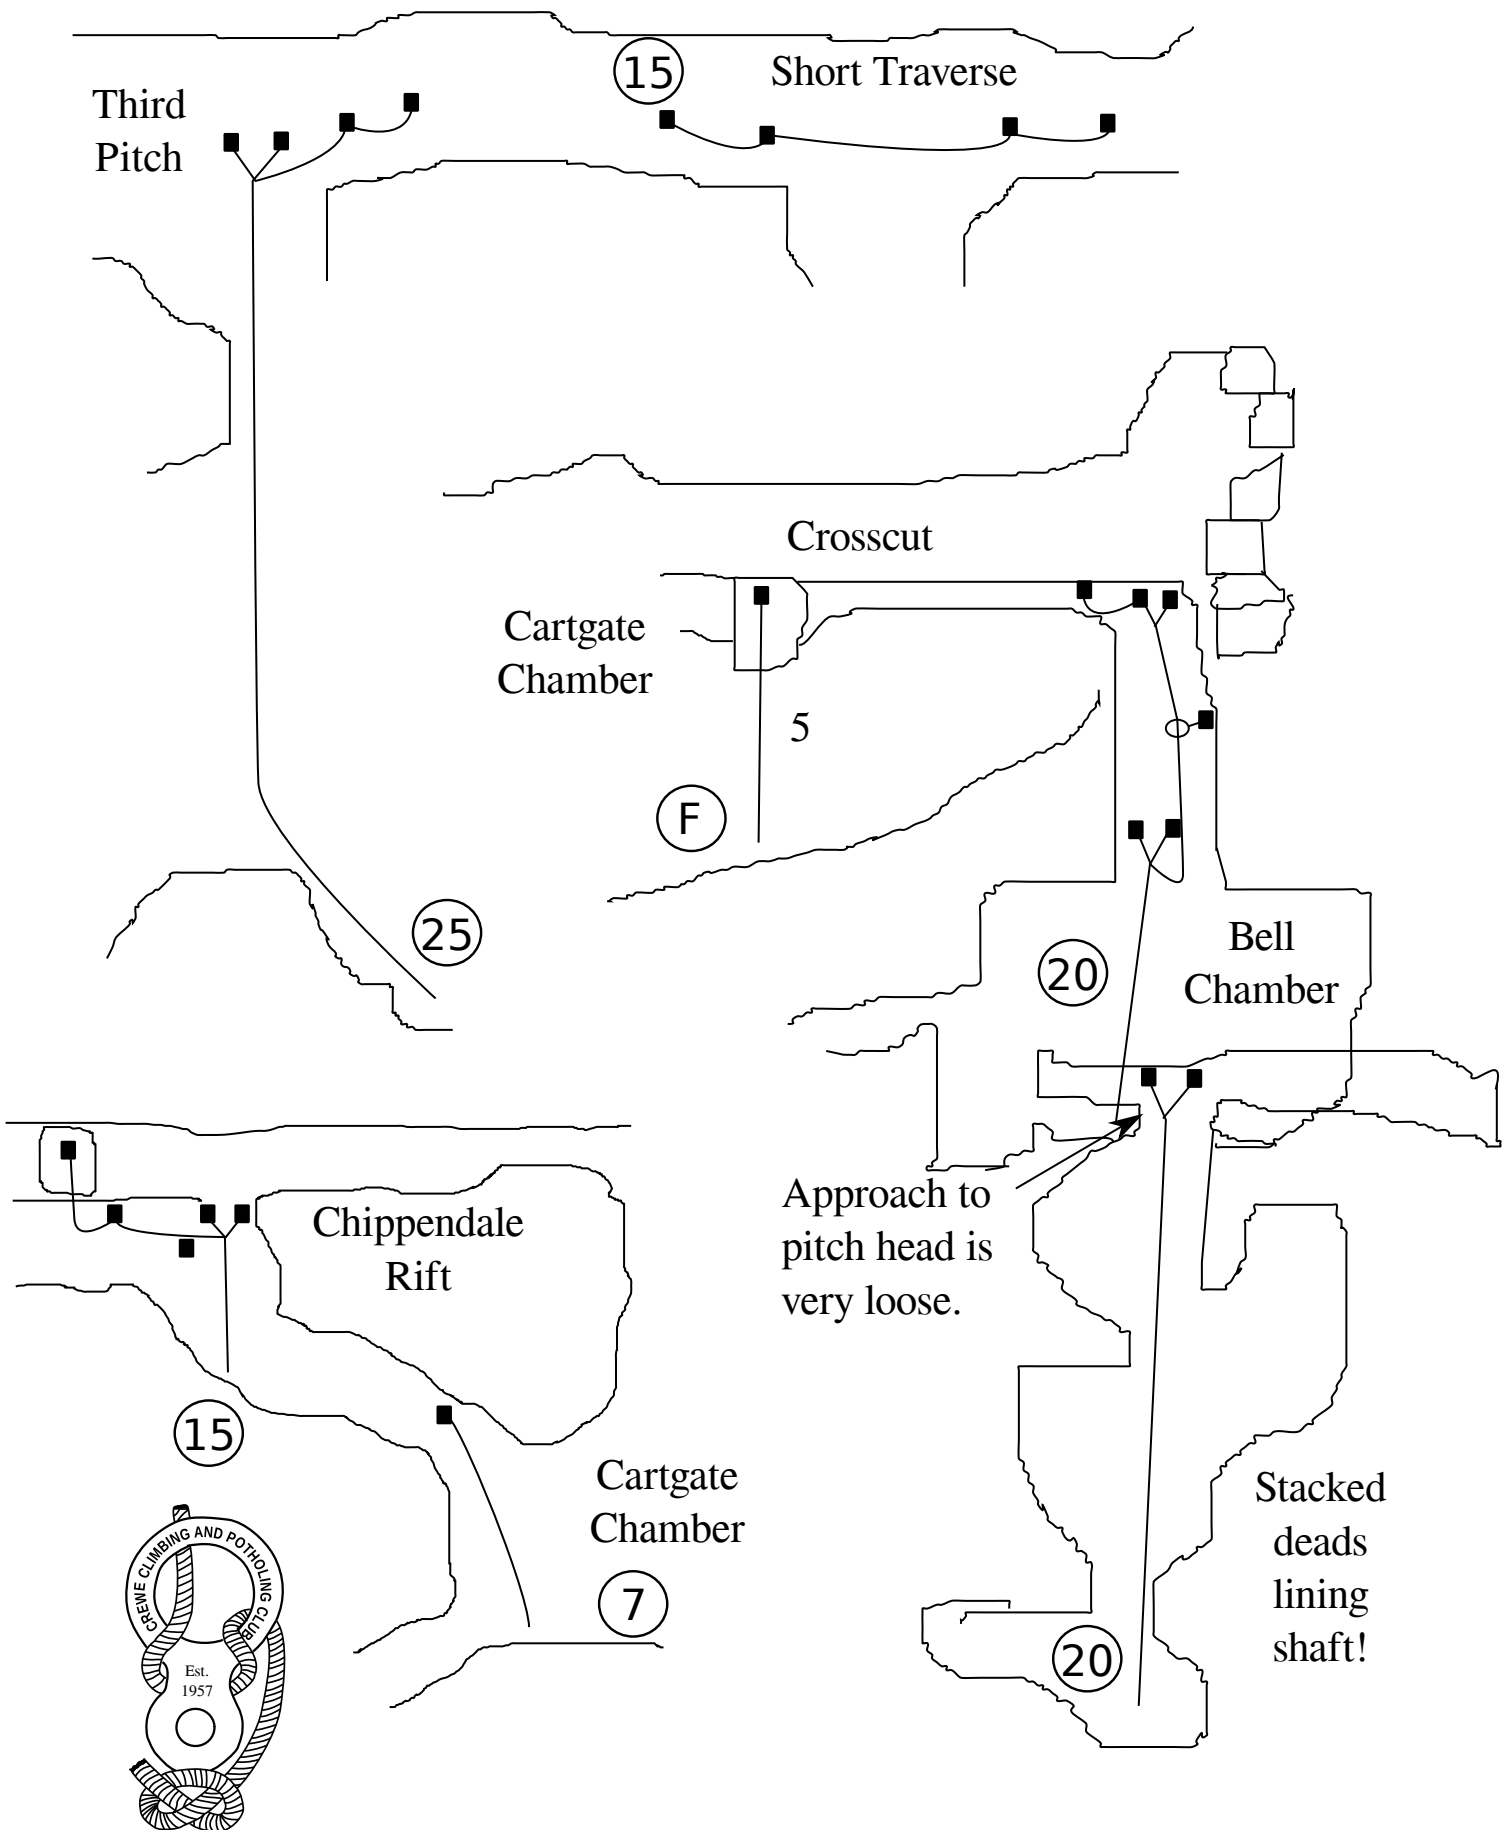 15
Short Traverse
Third
Pitch
Crosscut
Cartgate
Chamber
5
F
25
Bell
Chamber
20
Approach to
pitch head is
very loose.
Chippendale
Rift
15
Cartgate
Chamber
7
Stacked
deads
lining
shaft!
20
CREWE CLIMBING AND POTHOLING CLUB
Est.
1957